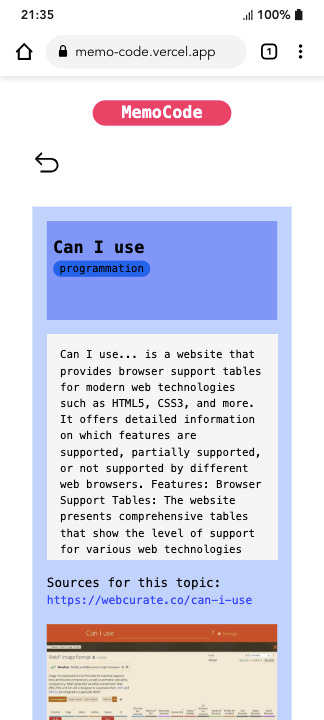 21:35
100%
memo-code.vercel.app
1
MemoCode
Can I use
programmation
Can I use... is a website that
provides browser support tables
for modern web technologies
such as HTML5, CSS3, and more.
It offers detailed information
on which features are
supported, partially supported,
or not supported by different
web browsers. Features: Browser
Support Tables: The website
presents comprehensive tables
that show the level of support
for various web technologies
Sources for this topic:
https://webcurate.co/can-i-use
Can I use
? Settings
WebP image format